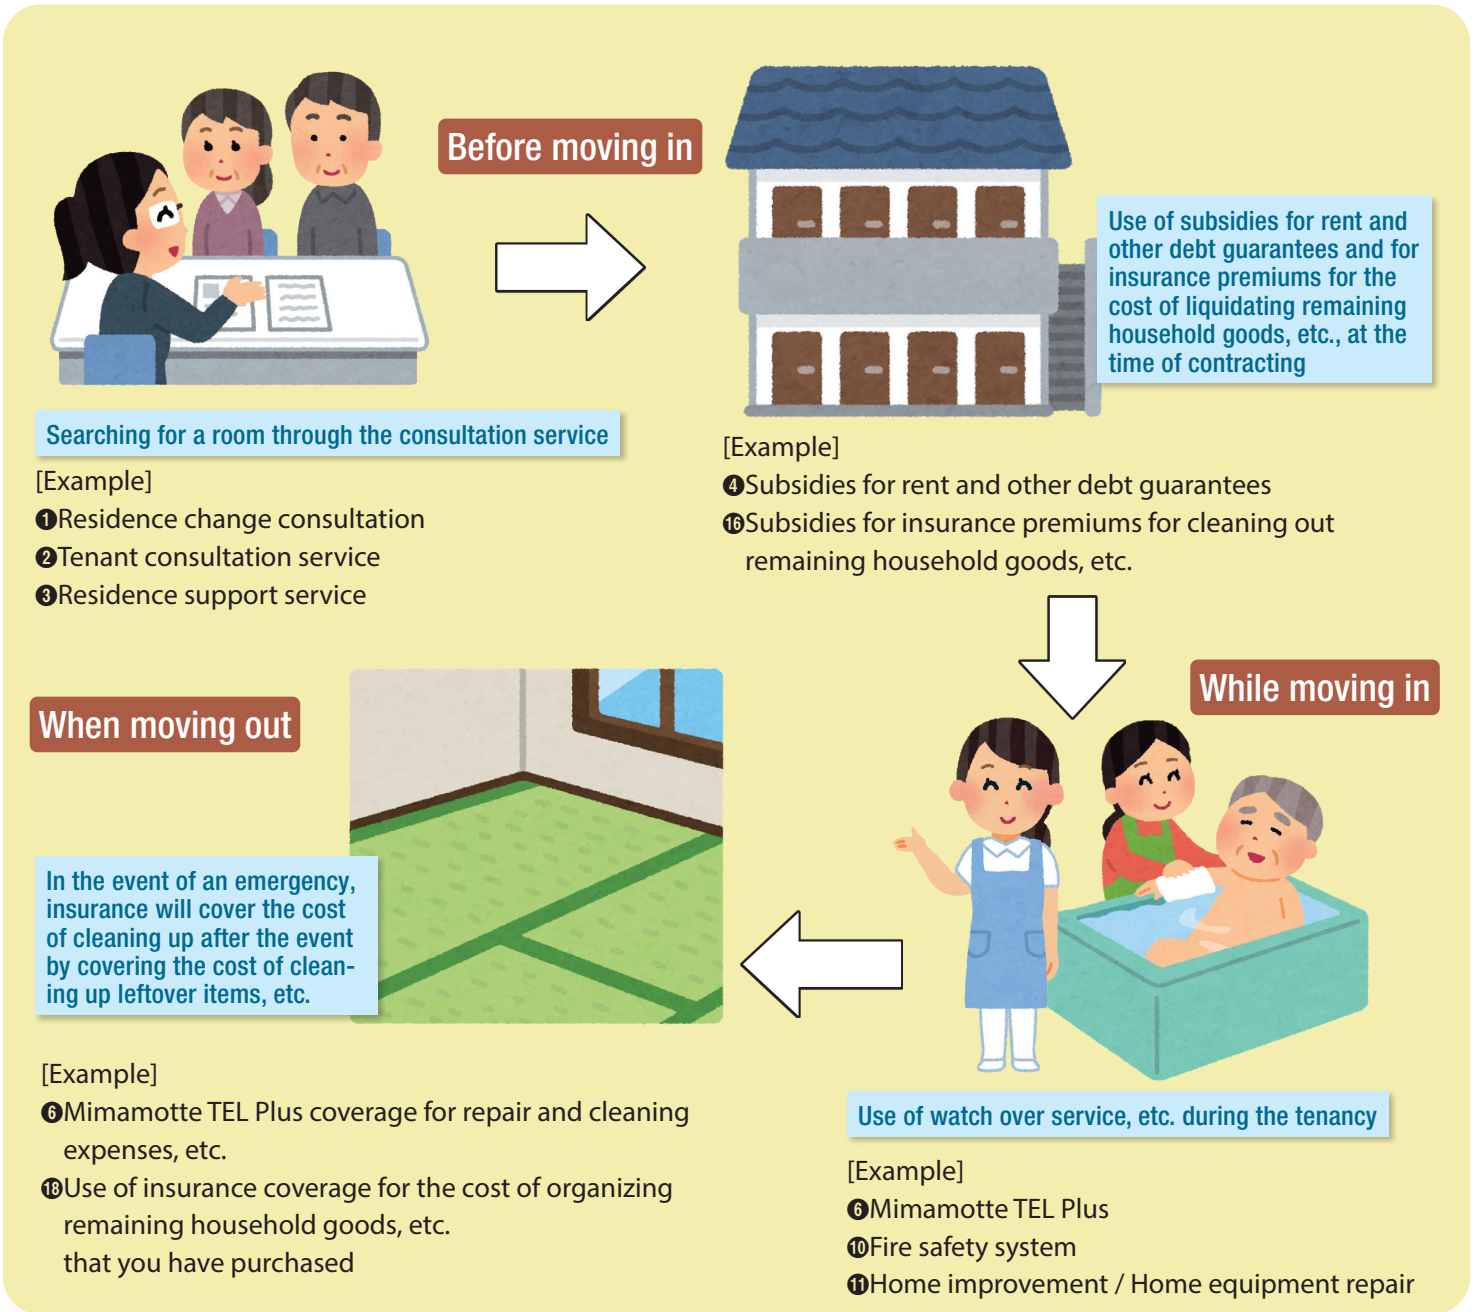 Before moving in
Searching for a room through the consultation service
[Example]
❶Residence change consultation
❷Tenant consultation service
❸Residence support service
Use of subsidies for rent and
other debt guarantees and for
insurance premiums for the
cost of liquidating remaining
household goods, etc., at the
time of contracting
[Example]
❹Subsidies for rent and other debt guarantees
⓰Subsidies for insurance premiums for cleaning out
remaining household goods, etc.
While moving in
Use of watch over service, etc. during the tenancy
[Example]
❻Mimamotte TEL Plus
❿Fire safety system
⓫Home improvement / Home equipment repair
When moving out
In the event of an emergency,
insurance will cover the cost
of cleaning up after the event
by covering the cost of clean-
ing up leftover items, etc.
[Example]
❻Mimamotte TEL Plus coverage for repair and cleaning
expenses, etc.
⓲Use of insurance coverage for the cost of organizing
remaining household goods, etc.
that you have purchased